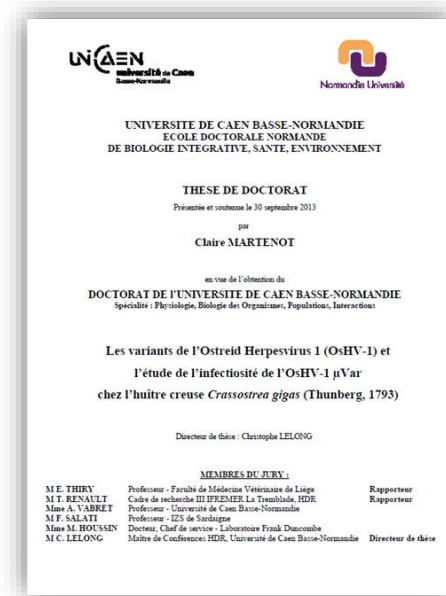 UNICAEN
université de Caen
Basse-Normandie
Normandie Université
UNIVERSITE DE CAEN BASSE-NORMANDIE
ECOLE DOCTORALE NORMANDE
DE BIOLOGIE INTEGRATIVE, SANTE, ENVIRONNEMENT
THESE DE DOCTORAT
Présentée et soutenue le 30 septembre 2013
par
Claire MARTENOT
en vue de l'obtention du
DOCTORAT DE l'UNIVERSITE DE CAEN BASSE-NORMANDIE
Spécialité : Physiologie, Biologie des Organismes, Populations, Interactions
Les variants de l'Ostreid Herpesvirus 1 (OsHV-1) et
l'étude de l'infectiosité de l'OsHV-1 µVar
chez l'huître creuse Crassostrea gigas (Thunberg, 1793)
Directeur de thèse : Christophe LELONG
MEMBRES DU JURY :
M E. THIRY Professeur - Faculté de Médecine Vétérinaire de Liège Rapporteur
M T. RENAULT Cadre de recherche III IFREMER La Tremblade, HDR Rapporteur
Mme A. VABRET Professeur - Université de Caen Basse-Normandie
M F. SALATI Professeur - IZS de Sardaigne
Mme M. HOUSSIN Docteur, Chef de service - Laboratoire Frank Duncombe
M C. LELONG Maître de Conférences HDR, Université de Caen Basse-Normandie Directeur de thèse